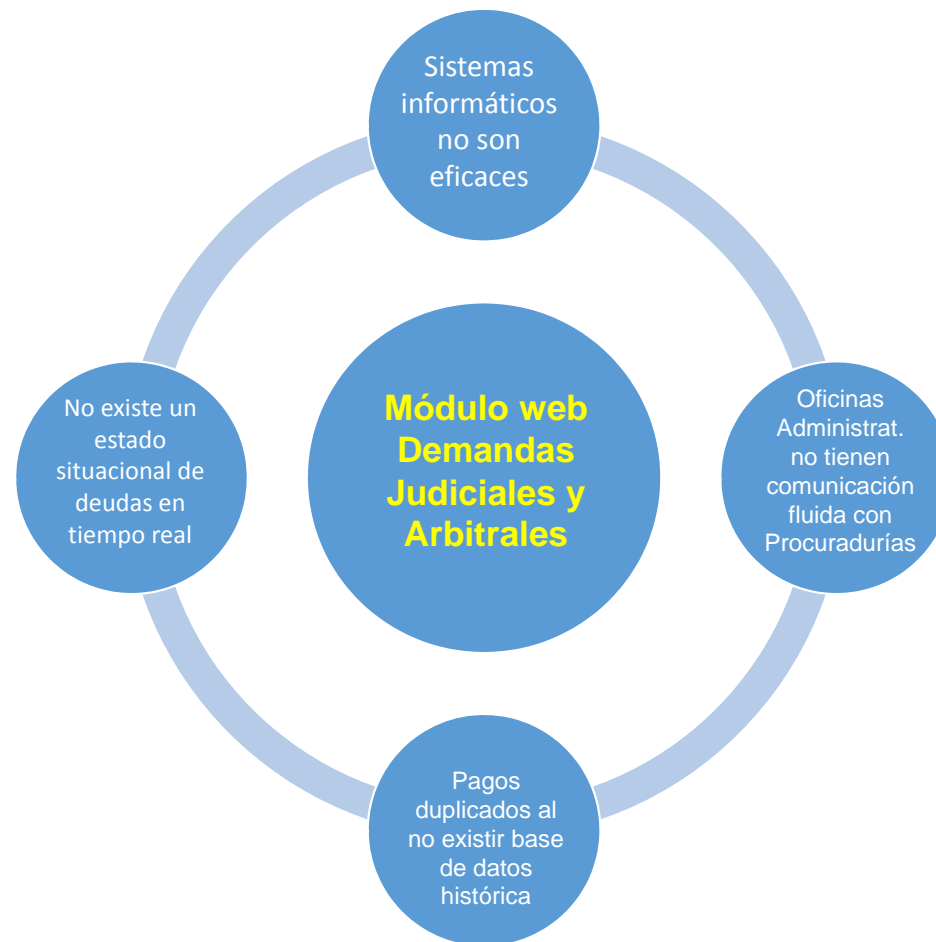 Sistemas
informáticos
no son
eficaces
No existe un
estado
situacional de
deudas en
tiempo real
Módulo web
Demandas
Judiciales y
Arbitrales
Oficinas
Administrat.
no tienen
comunicación
fluida con
Procuradurías
Pagos
duplicados al
no existir base
de datos
histórica